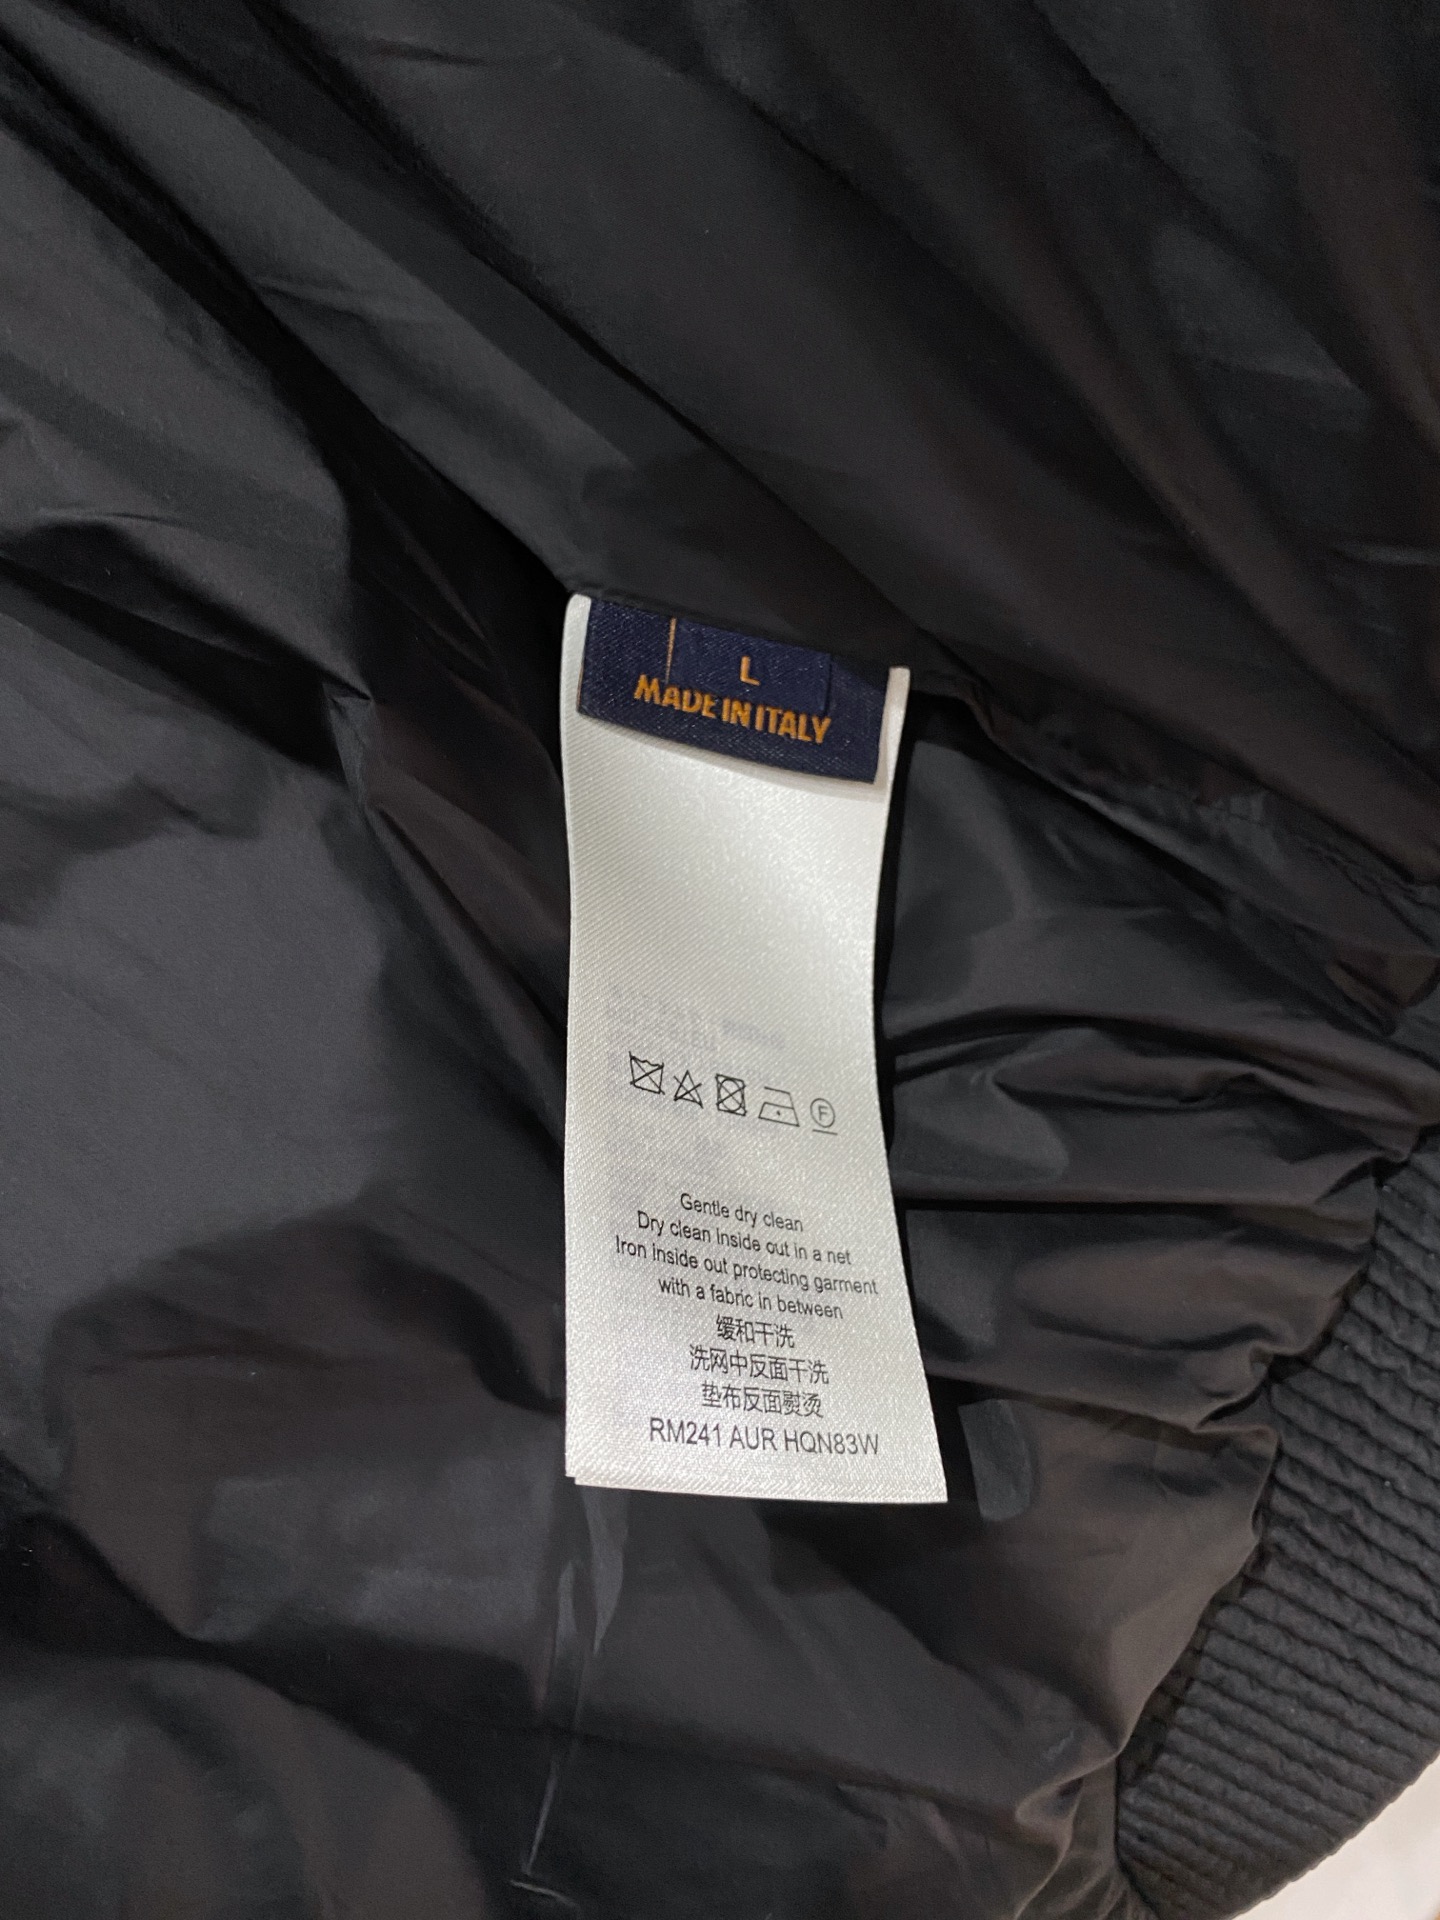 L
MADE IN ITALY
F
Gentle dry clean
Dry clean inside out in a net
Iron inside out protecting garment
with a fabric in between
缓和干洗
洗网中反面干洗
垫布反面熨烫
RM241 AUR HQN83W